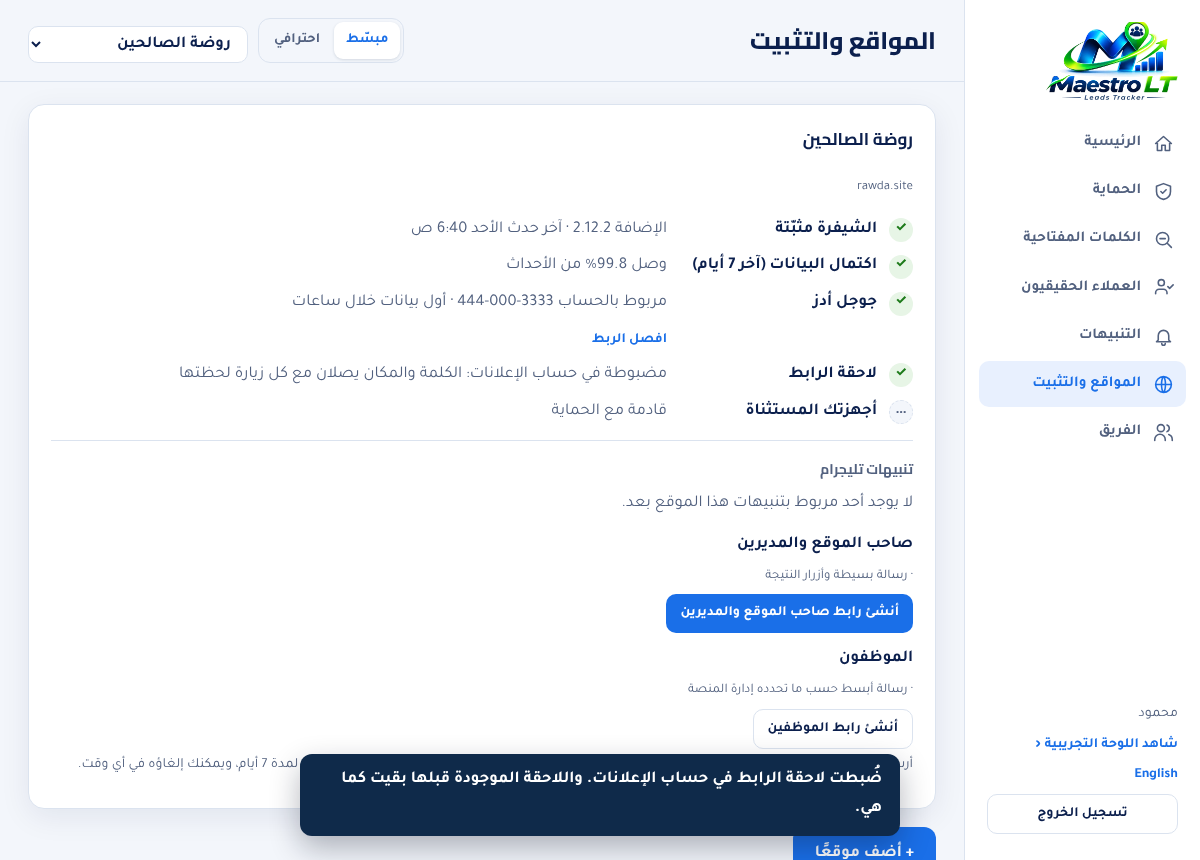 Maestro LT
Leads Tracker
الرئيسية
الحماية
الكلمات المفتاحية
العملاء الحقيقيون
التنبيهات
المواقع والتثبيت
الفريق
محمود
شاهد اللوحة التجريبية ‹
English
تسجيل الخروج
المواقع والتثبيت
مبسّط
احترافي
روضة الصالحين
روضة الصالحين
rawda.site
الشيفرة مثبّتة
الإضافة 2.12.2 · آخر حدث الأحد 6:40 ص
اكتمال البيانات (آخر 7 أيام)
وصل 99.8% من الأحداث
جوجل أدز
مربوط بالحساب 3333-000-444 · أول بيانات خلال ساعات
افصل الربط
لاحقة الرابط
مضبوطة في حساب الإعلانات: الكلمة والمكان يصلان مع كل زيارة لحظتها
أجهزتك المستثناة
قادمة مع الحماية
تنبيهات تليجرام
لا يوجد أحد مربوط بتنبيهات هذا الموقع بعد.
صاحب الموقع والمديرين
· رسالة بسيطة وأزرار النتيجة
أنشئ رابط صاحب الموقع والمديرين
الموظفون
· رسالة أبسط حسب ما تحدده إدارة المنصة
أنشئ رابط الموظفين
لمدة 7 أيام، ويمكنك إلغاؤه في أي وقت.
ضُبطت لاحقة الرابط في حساب الإعلانات. واللاحقة الموجودة قبلها بقيت كما
هي.
+ أضف موقعًا